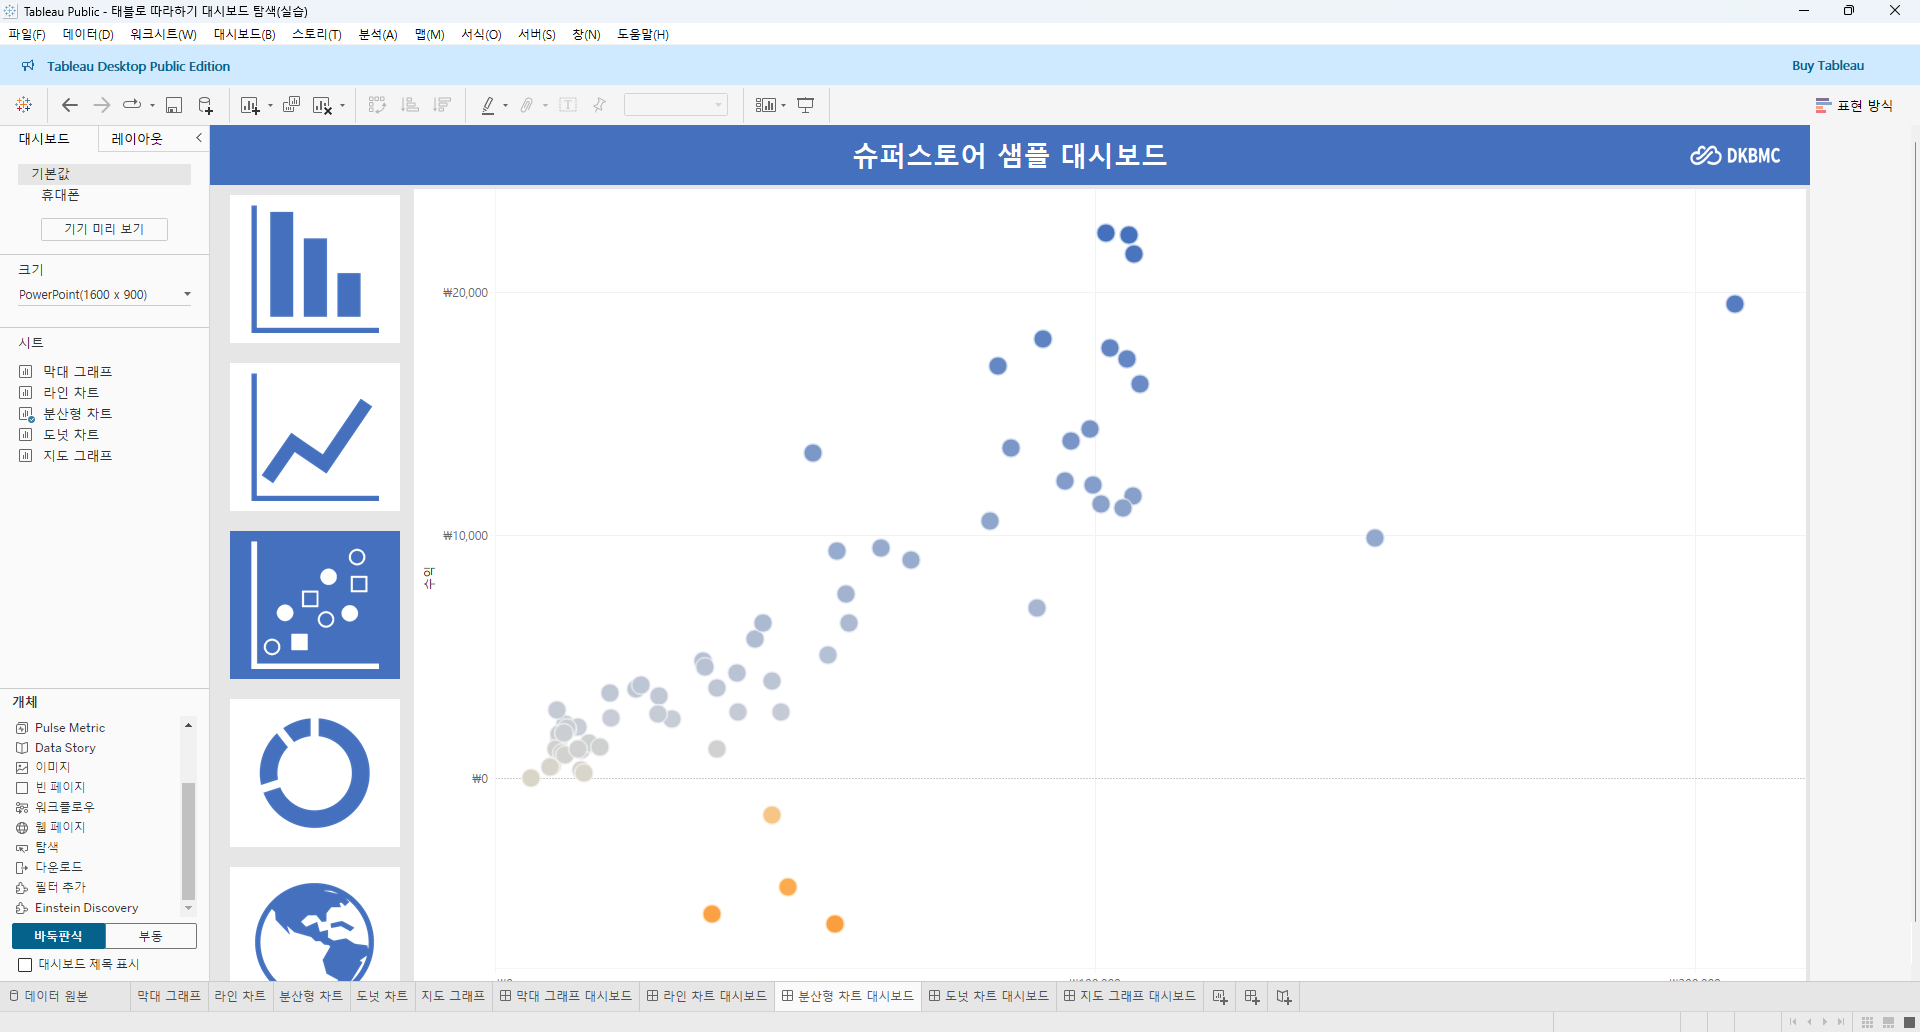 Tableau Public - 태블로 따라하기 대시보드 탐색(실습)
파일(F) 데이터(D) 워크시트(W) 대시보드(B) 스토리(T) 분석(A) 맵(M) 서식(O) 서버(S) 창(N) 도움말(H)
Tableau Desktop Public Edition
Buy Tableau
표현 방식
대시보드
레이아웃
기본값
휴대폰
기기 미리 보기
크기
PowerPoint(1600 x 900)
시트
막대 그래프
라인 차트
분산형 차트
도넛 차트
지도 그래프
개체
Pulse Metric
Data Story
이미지
빈 페이지
워크플로우
웹 페이지
탐색
다운로드
필터 추가
Einstein Discovery
바둑판식
부동
대시보드 제목 표시
슈퍼스토어 샘플 대시보드
DKBMC
₩20,000
₩10,000
수익
₩0
₩0
₩100,000
₩200,000
데이터 원본
막대 그래프
라인 차트
분산형 차트
도넛 차트
지도 그래프
막대 그래프 대시보드
라인 차트 대시보드
분산형 차트 대시보드
도넛 차트 대시보드
지도 그래프 대시보드